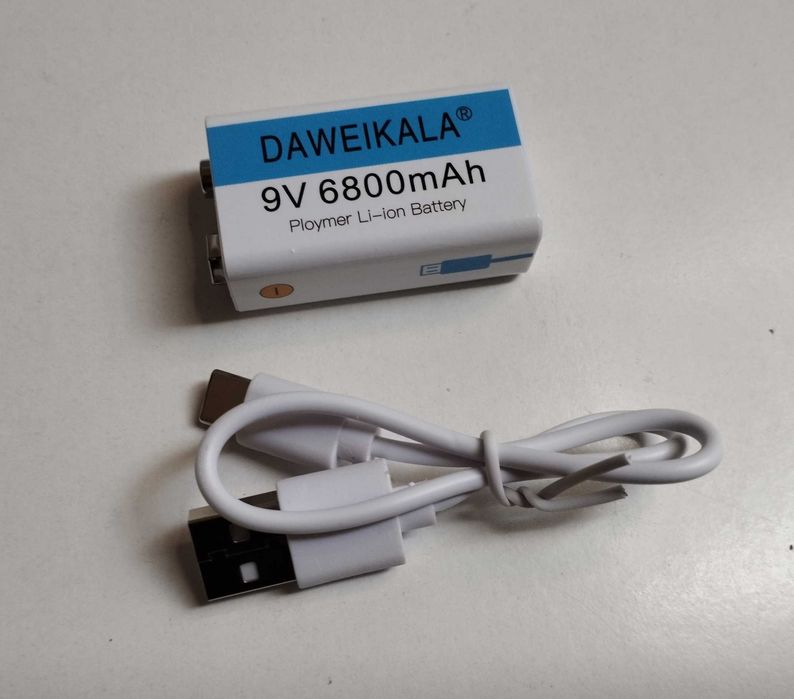 DAWEIKALA®
9V 6800mAh
Ploymer Li-ion Battery